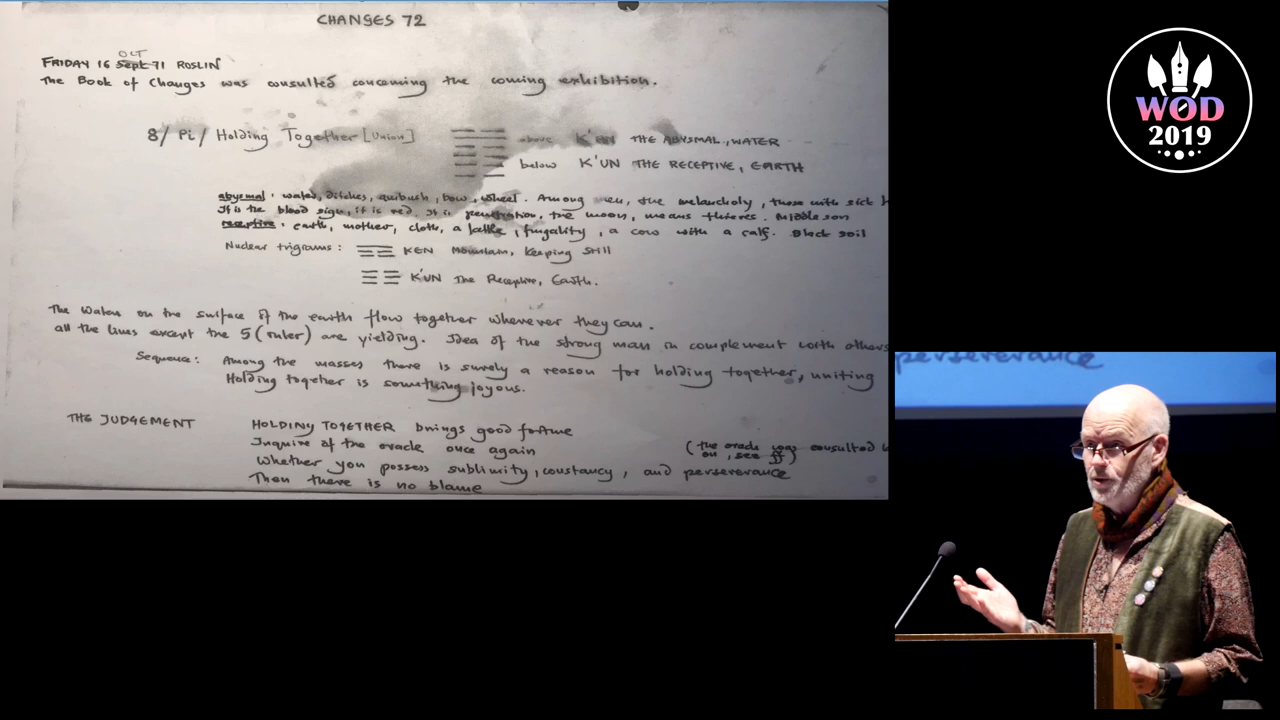 CHANGES 72
OCT
FRIDAY 16 Sept 71 ROSLIN
The Book of Changes was consulted concerning the coming exhibition.
8/ Pi / Holding Together [Union]
above K'UN THE ABYSMAL, WATER
below K'UN THE RECEPTIVE, EARTH
abysmal: water, ditches, ambush, bow, wheel. Among men, the melancholy, those with sick
It is the blood sign, it is red. It is penetration, the moon, means thieves. Middle son
receptive: earth, mother, cloth, a kettle, frugality, a cow with a calf. Black soil
Nuclear trigrams: KEN Mountain, Keeping Still
K'UN The Receptive, Earth.
The Waters on the surface of the earth flow together wherever they can.
all the lines except the 5 (ruler) are yielding. Idea of the strong man in complement with others
Sequence: Among the masses there is surely a reason for holding together, uniting
Holding together is something joyous.
THE JUDGEMENT HOLDING TOGETHER brings good fortune
Inquire of the oracle once again
(the oracle was consulted
Whether you possess sublimity, constancy, and perseverance
on, see ff)
Then there is no blame
WOD
2019
perseverance